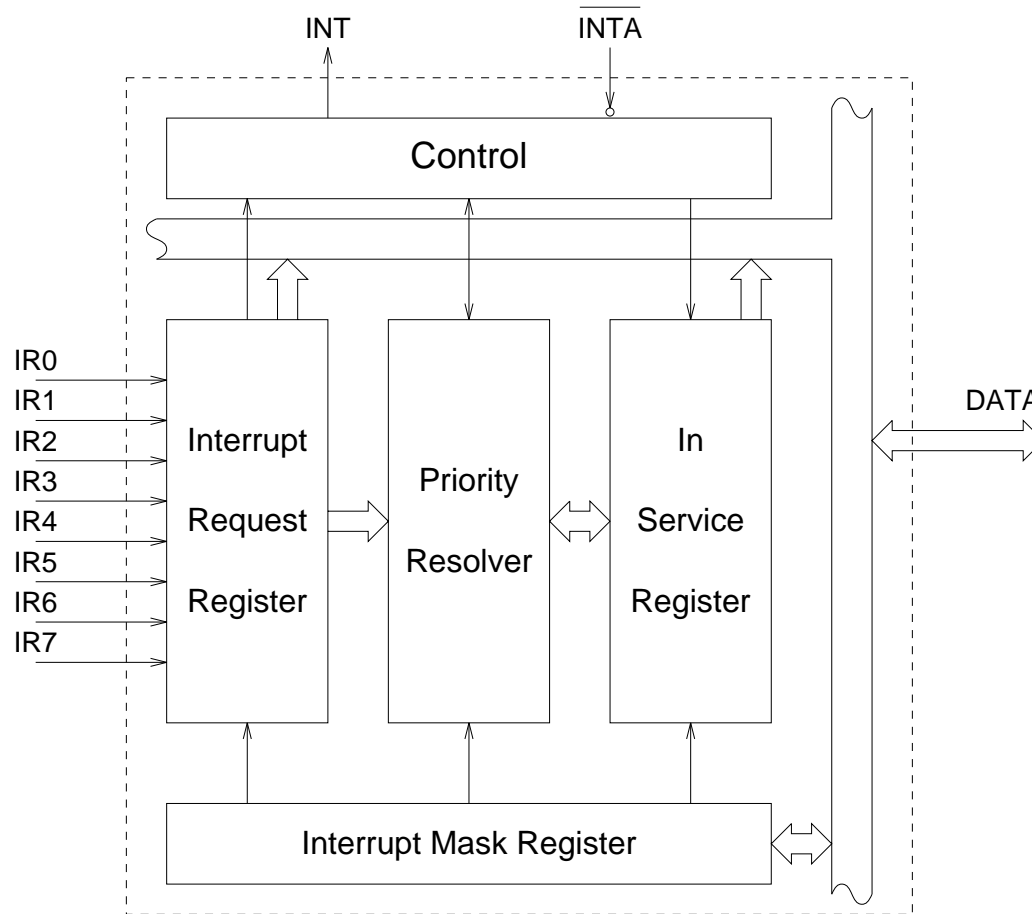 INT
INTA
Control
IR0
IR1
IR2
IR3
IR4
IR5
IR6
IR7
Interrupt
Request
Register
Priority
Resolver
In
Service
Register
DATA
Interrupt Mask Register